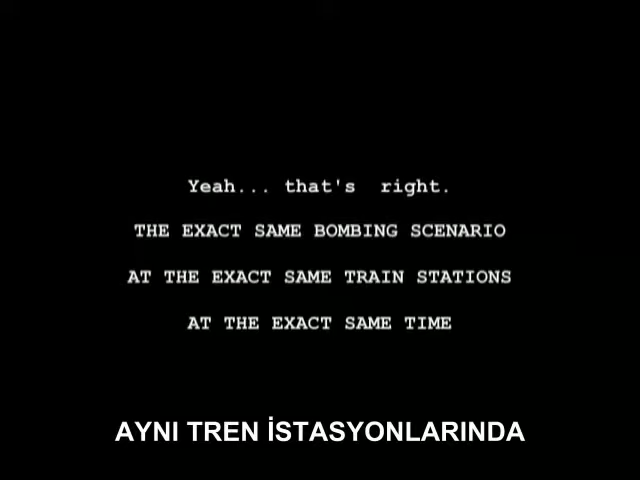 Yeah... that's right.
THE EXACT SAME BOMBING SCENARIO
AT THE EXACT SAME TRAIN STATIONS
AT THE EXACT SAME TIME
AYNI TREN İSTASYONLARINDA